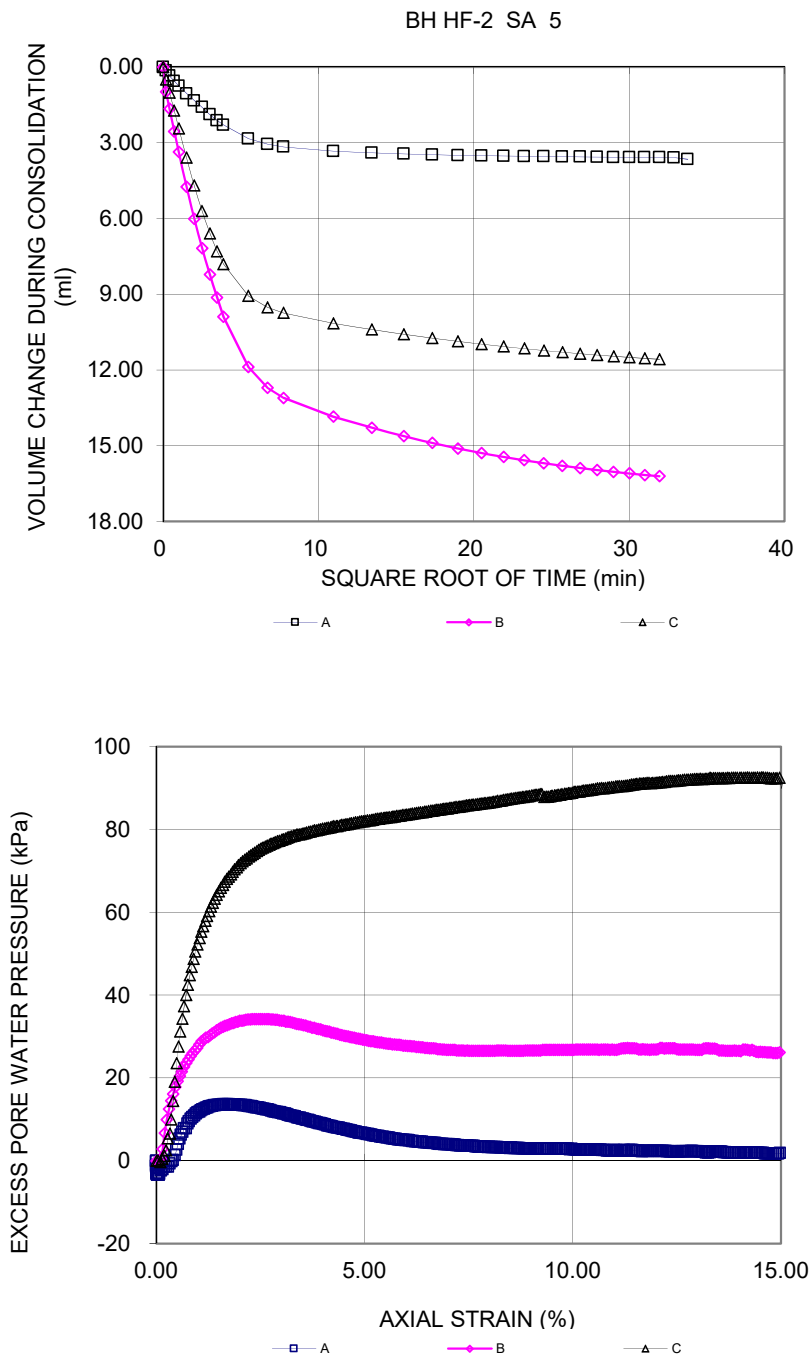 BH HF-2 SA 5
VOLUME CHANGE DURING CONSOLIDATION
(ml)
0.00
3.00
6.00
9.00
12.00
15.00
18.00
0 10 20 30 40
SQUARE ROOT OF TIME (min)
A B C
EXCESS PORE WATER PRESSURE (kPa)
100
80
60
40
20
0
-20
0.00 5.00 10.00 15.00
AXIAL STRAIN (%)
A B C